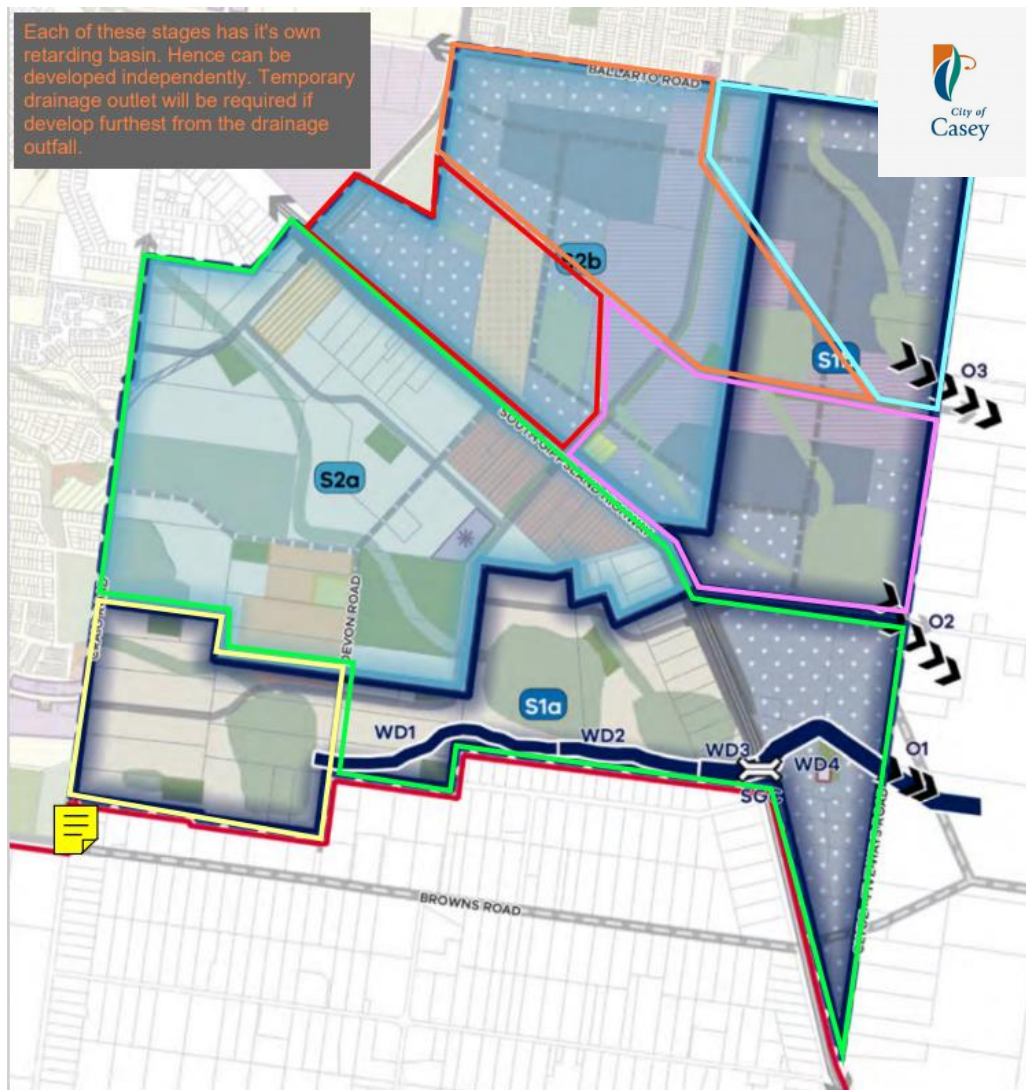 Each of these stages has it's own
retarding basin. Hence can be
developed independently. Temporary
drainage outlet will be required if
develop furthest from the drainage
outfall.
City of
Casey
BALLARTO ROAD
S2b
O3
SOUTH GIPPSLAND HIGHWAY
S2a
DEVON ROAD
O2
S1a
WD1
WD2
WD3
WD4
O1
BROWNS ROAD